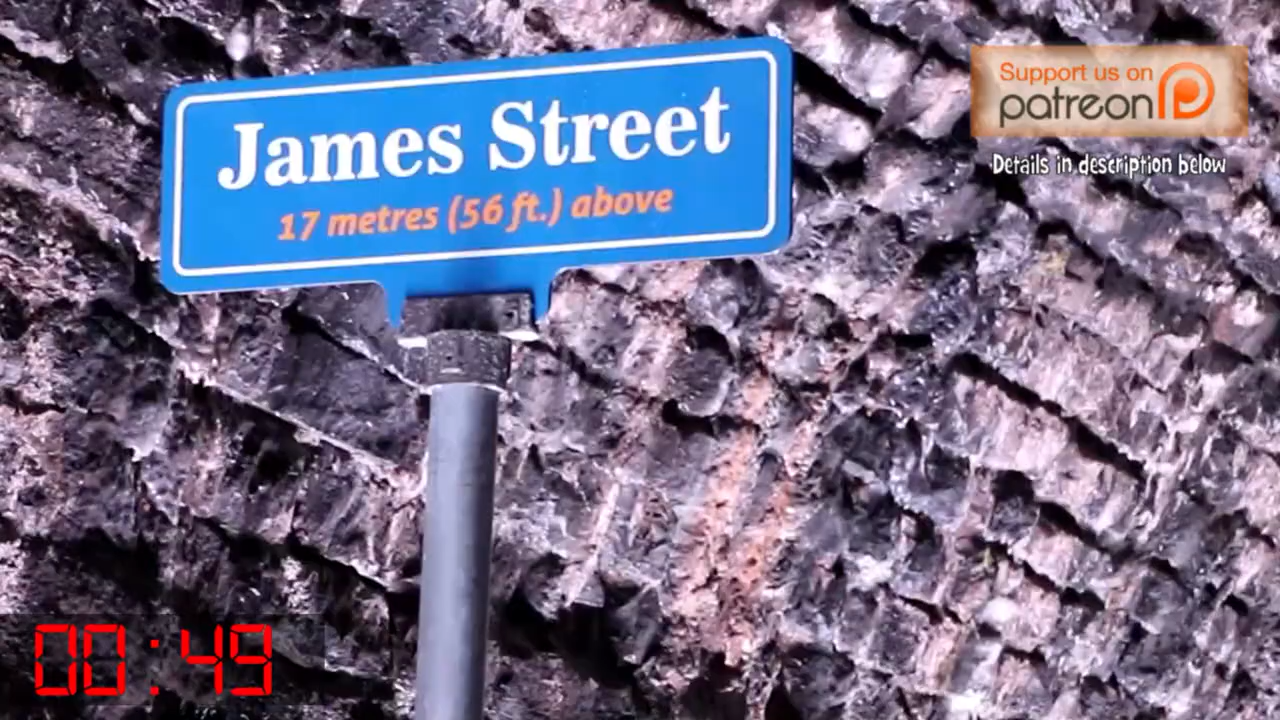 James Street
17 metres (56 ft.) above
Support us on
patreon
Details in description below
00:49